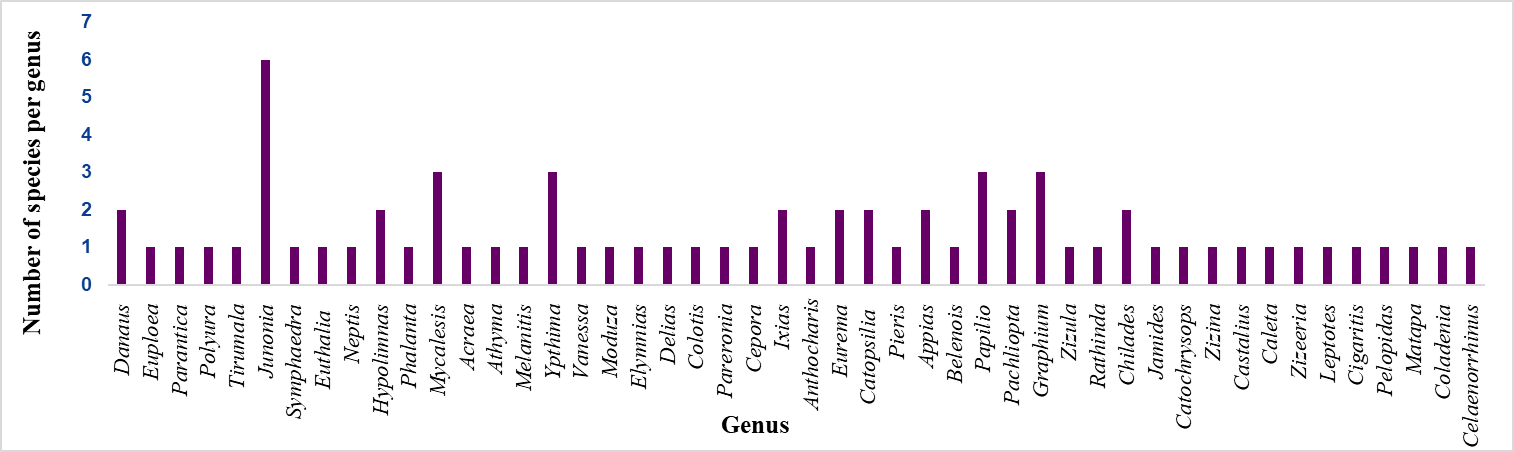 Number of species per genus
7
6
5
4
3
2
1
0
Danaus
Euploea
Parantica
Polyura
Tirumala
Junonia
Symphaedra
Euthalia
Neptis
Hypolimnas
Phalanta
Mycalesis
Acraea
Athyma
Melanitis
Ypthima
Vanessa
Moduza
Elymnias
Delias
Colotis
Pareronia
Cepora
Ixias
Anthocharis
Eurema
Catopsilia
Pieris
Appias
Belenois
Papilio
Pachliopta
Graphium
Zizula
Rathinda
Chilades
Jamides
Catochrysops
Zizina
Castalius
Caleta
Zizeeria
Leptotes
Cigaritis
Pelopidas
Matapa
Coladenia
Celaenorrhinus
Genus